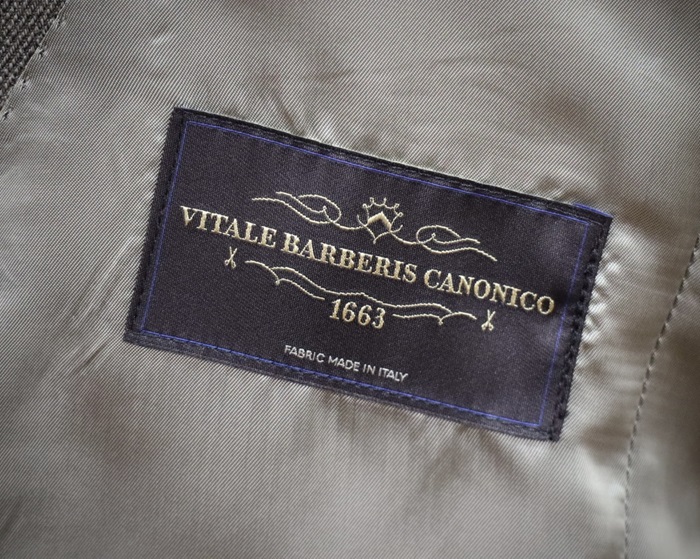 VITALE BARBERIS CANONICO
1663
FABRIC MADE IN ITALY